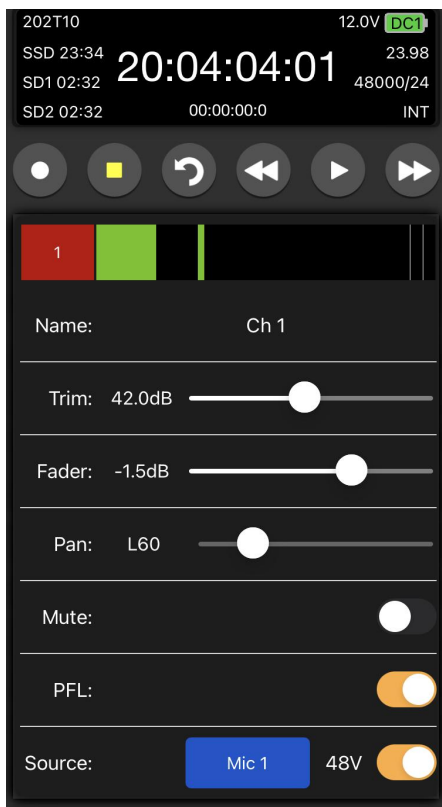 202T10 12.0V DC1
SSD 23:34 23.98
SD1 02:32 20:04:04:01 48000/24
SD2 02:32 00:00:00:0 INT
1
Name: Ch 1
Trim: 42.0dB
Fader: -1.5dB
Pan: L60
Mute:
PFL:
Source: Mic 1 48V